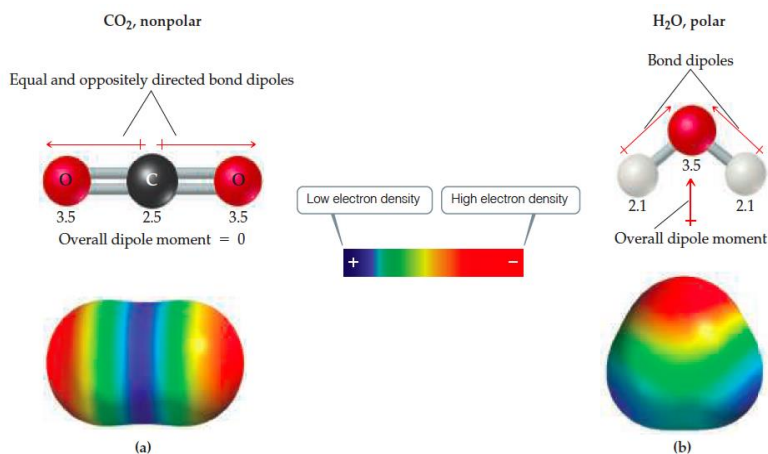 CO₂, nonpolar
Equal and oppositely directed bond dipoles
O C O
3.5 2.5 3.5
Overall dipole moment = 0
(a)
Low electron density
High electron density
+ −
H₂O, polar
Bond dipoles
3.5
2.1 2.1
Overall dipole moment
(b)